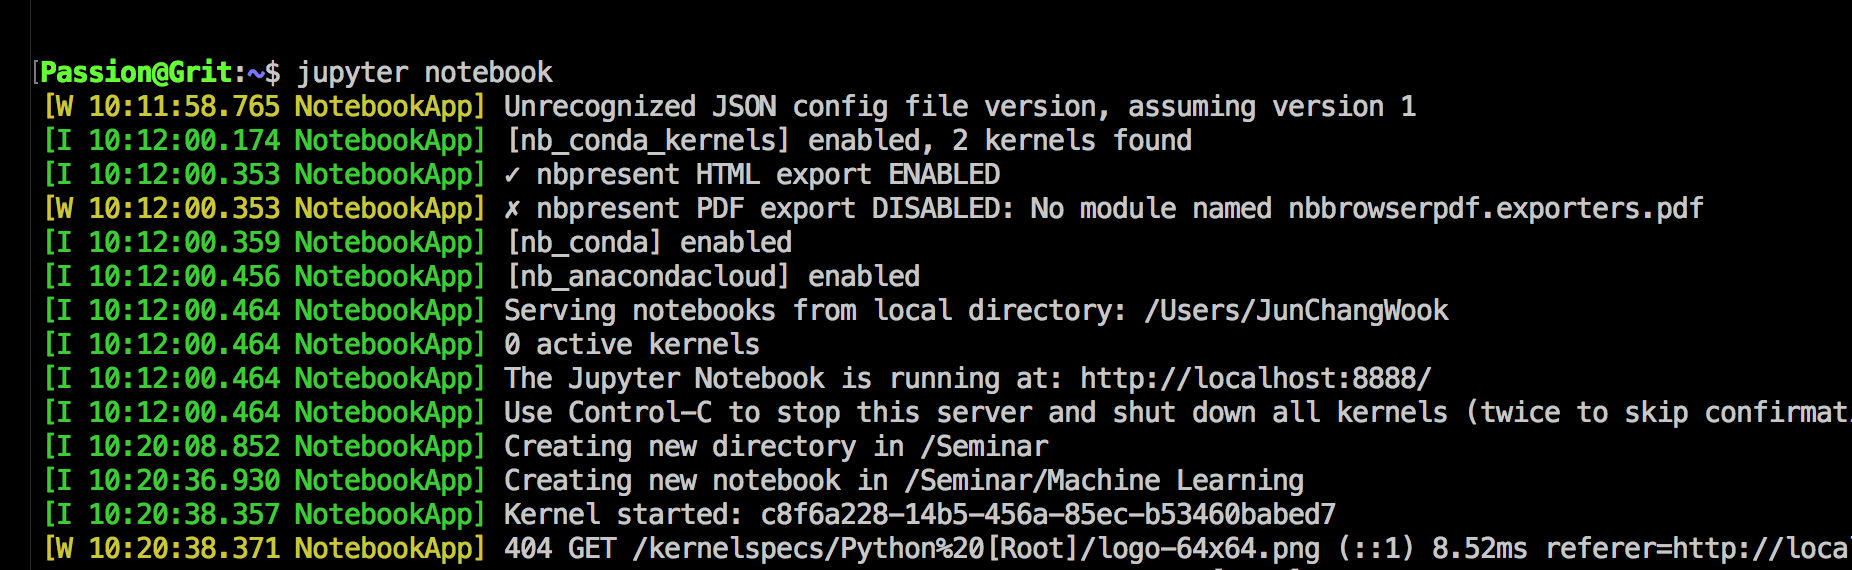 [Passion@Grit:~$ jupyter notebook
[W 10:11:58.765 NotebookApp] Unrecognized JSON config file version, assuming version 1
[I 10:12:00.174 NotebookApp] [nb_conda_kernels] enabled, 2 kernels found
[I 10:12:00.353 NotebookApp] ✓ nbpresent HTML export ENABLED
[W 10:12:00.353 NotebookApp] ✗ nbpresent PDF export DISABLED: No module named nbbrowserpdf.exporters.pdf
[I 10:12:00.359 NotebookApp] [nb_conda] enabled
[I 10:12:00.456 NotebookApp] [nb_anacondacloud] enabled
[I 10:12:00.464 NotebookApp] Serving notebooks from local directory: /Users/JunChangWook
[I 10:12:00.464 NotebookApp] 0 active kernels
[I 10:12:00.464 NotebookApp] The Jupyter Notebook is running at: http://localhost:8888/
[I 10:12:00.464 NotebookApp] Use Control-C to stop this server and shut down all kernels (twice to skip confirmati
[I 10:20:08.852 NotebookApp] Creating new directory in /Seminar
[I 10:20:36.930 NotebookApp] Creating new notebook in /Seminar/Machine Learning
[I 10:20:38.357 NotebookApp] Kernel started: c8f6a228-14b5-456a-85ec-b53460babed7
[W 10:20:38.371 NotebookApp] 404 GET /kernelspecs/Python%20[Root]/logo-64x64.png (::1) 8.52ms referer=http://loca